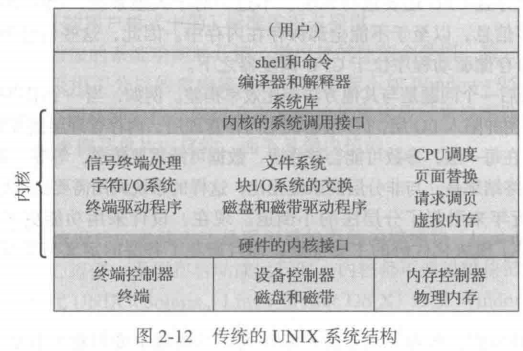 （用户）
shell和命令
编译器和解释器
系统库
内核的系统调用接口
内核
信号终端处理
字符I/O系统
终端驱动程序
文件系统
块I/O系统的交换
磁盘和磁带驱动程序
CPU调度
页面替换
请求调页
虚拟内存
硬件的内核接口
终端控制器
终端
设备控制器
磁盘和磁带
内存控制器
物理内存
图 2-12 传统的 UNIX 系统结构